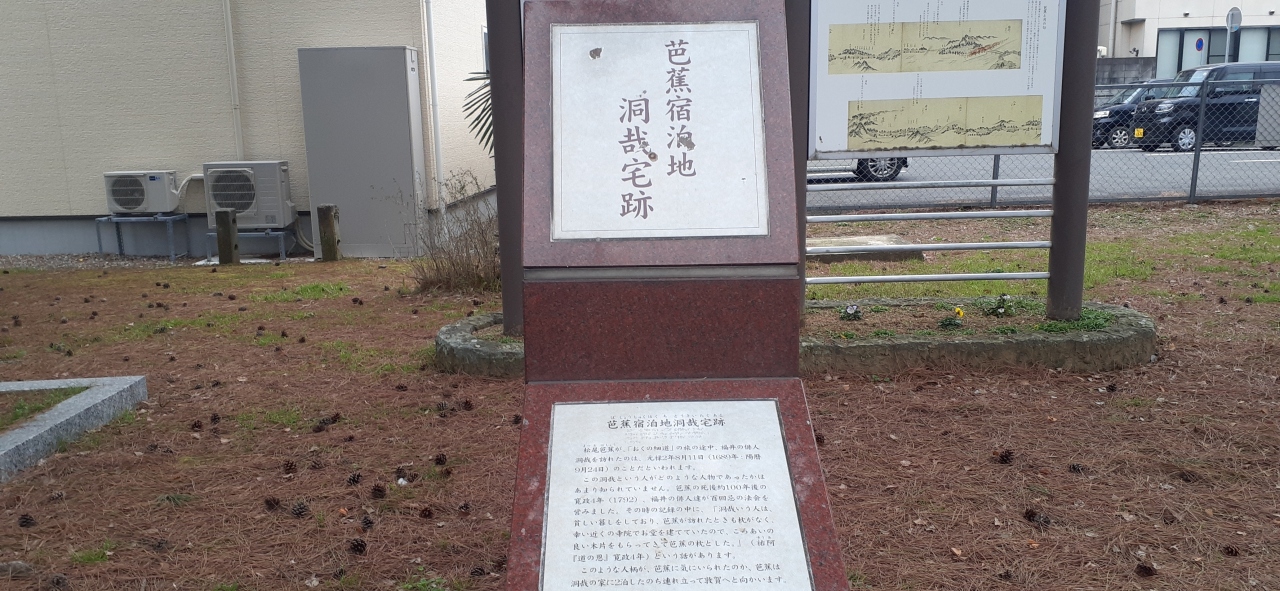 芭蕉宿泊地
洞哉宅跡
芭蕉宿泊地洞哉宅跡
松尾芭蕉が、「おくの細道」の旅の途中、福井の俳人
洞哉を訪れたのは、元禄2年8月11日（1689年 陽暦
9月24日）のことだといわれます。
この洞哉という人がどのような人物であったかは
あまり知られていません。芭蕉の死後約100年後の
寛政4年（1792）、福井の俳人達が百回忌の法会を
営みました。その時の記録の中に、「洞哉いう人は、
貧しい暮しをしており、芭蕉が訪れたときも枕がなく、
幸い近くの寺院でお堂を建てていたので、ころあいの
良い木片をもらってきて芭蕉の枕とした。」（祐阿
『道の恩』寛政4年）という話があります。
このような人柄が、芭蕉に気にいられたのか、芭蕉は
洞哉の家に2泊したのち連れ立って敦賀へと向かいます。